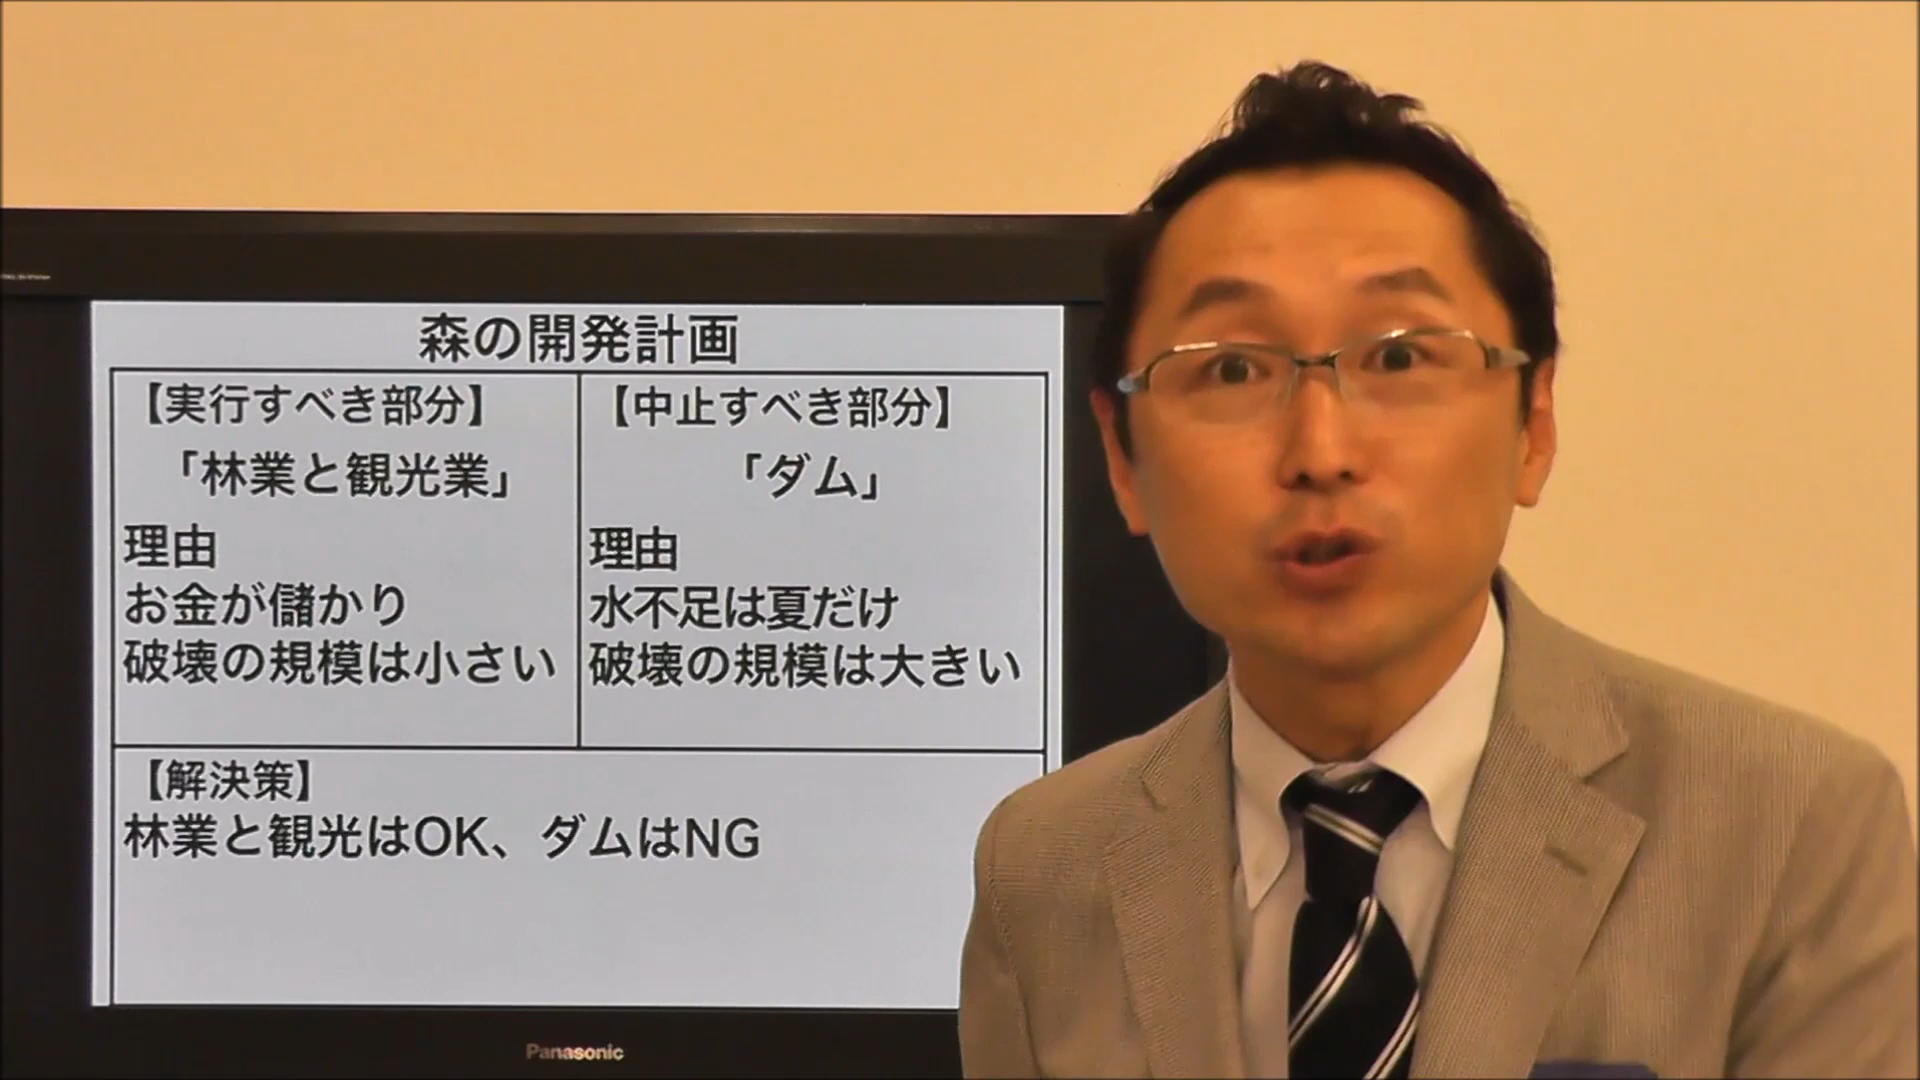 森の開発計画
【実行すべき部分】
「林業と観光業」
理由
お金が儲かり
破壊の規模は小さい
【中止すべき部分】
「ダム」
理由
水不足は夏だけ
破壊の規模は大きい
【解決策】
林業と観光はOK、ダムはNG
Panasonic